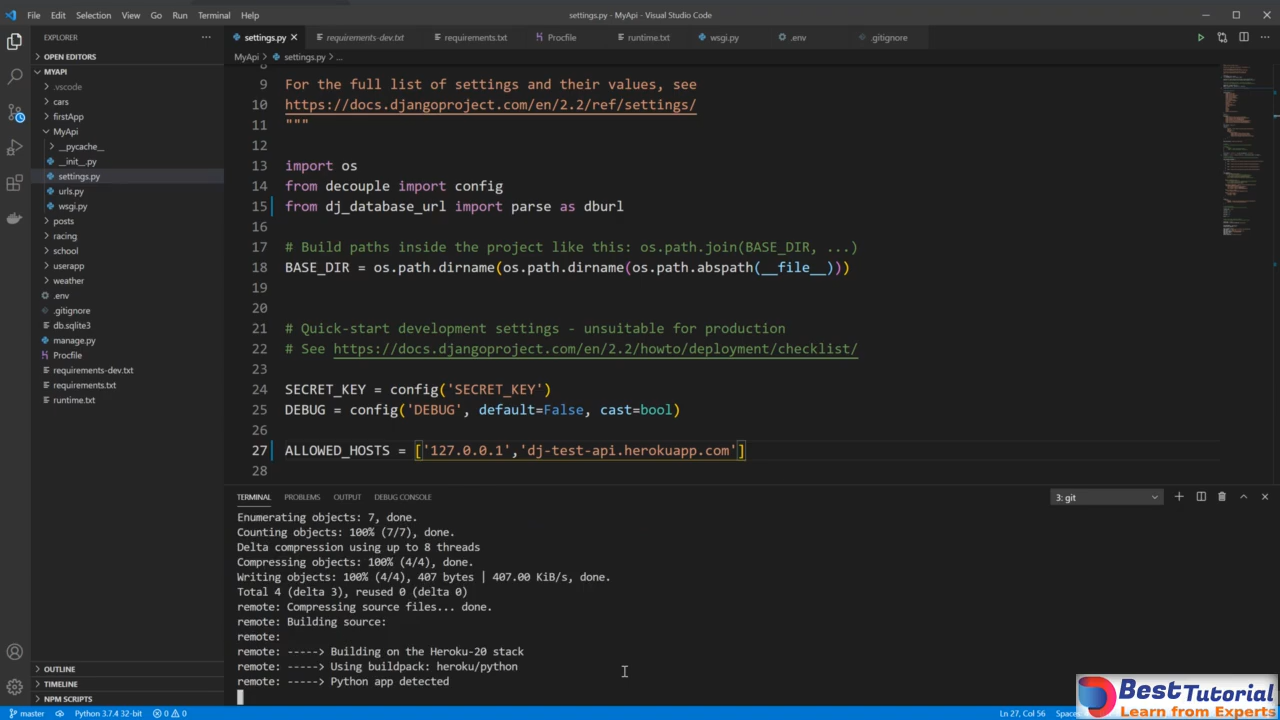 File Edit Selection View Go Run Terminal Help
settings.py - MyApi - Visual Studio Code
EXPLORER
OPEN EDITORS
MYAPI
.vscode
cars
firstApp
MyApi
__pycache__
__init__.py
settings.py
urls.py
wsgi.py
posts
racing
school
userapp
weather
.env
.gitignore
db.sqlite3
manage.py
Procfile
requirements-dev.txt
requirements.txt
runtime.txt
OUTLINE
TIMELINE
NPM SCRIPTS
settings.py requirements-dev.txt requirements.txt Procfile runtime.txt wsgi.py .env .gitignore
MyApi > settings.py > ...
9 For the full list of settings and their values, see
10 https://docs.djangoproject.com/en/2.2/ref/settings/
11 """
12
13 import os
14 from decouple import config
15 from dj_database_url import parse as dburl
16
17 # Build paths inside the project like this: os.path.join(BASE_DIR, ...)
18 BASE_DIR = os.path.dirname(os.path.dirname(os.path.abspath(__file__)))
19
20
21 # Quick-start development settings - unsuitable for production
22 # See https://docs.djangoproject.com/en/2.2/howto/deployment/checklist/
23
24 SECRET_KEY = config('SECRET_KEY')
25 DEBUG = config('DEBUG', default=False, cast=bool)
26
27 ALLOWED_HOSTS = ['127.0.0.1','dj-test-api.herokuapp.com']
28
TERMINAL PROBLEMS OUTPUT DEBUG CONSOLE
3: git
Enumerating objects: 7, done.
Counting objects: 100% (7/7), done.
Delta compression using up to 8 threads
Compressing objects: 100% (4/4), done.
Writing objects: 100% (4/4), 407 bytes | 407.00 KiB/s, done.
Total 4 (delta 3), reused 0 (delta 0)
remote: Compressing source files... done.
remote: Building source:
remote:
remote: -----> Building on the Heroku-20 stack
remote: -----> Using buildpack: heroku/python
remote: -----> Python app detected
master Python 3.7.4 32-bit 0 0
Ln 27, Col 56
BestTutorial
Learn from Experts